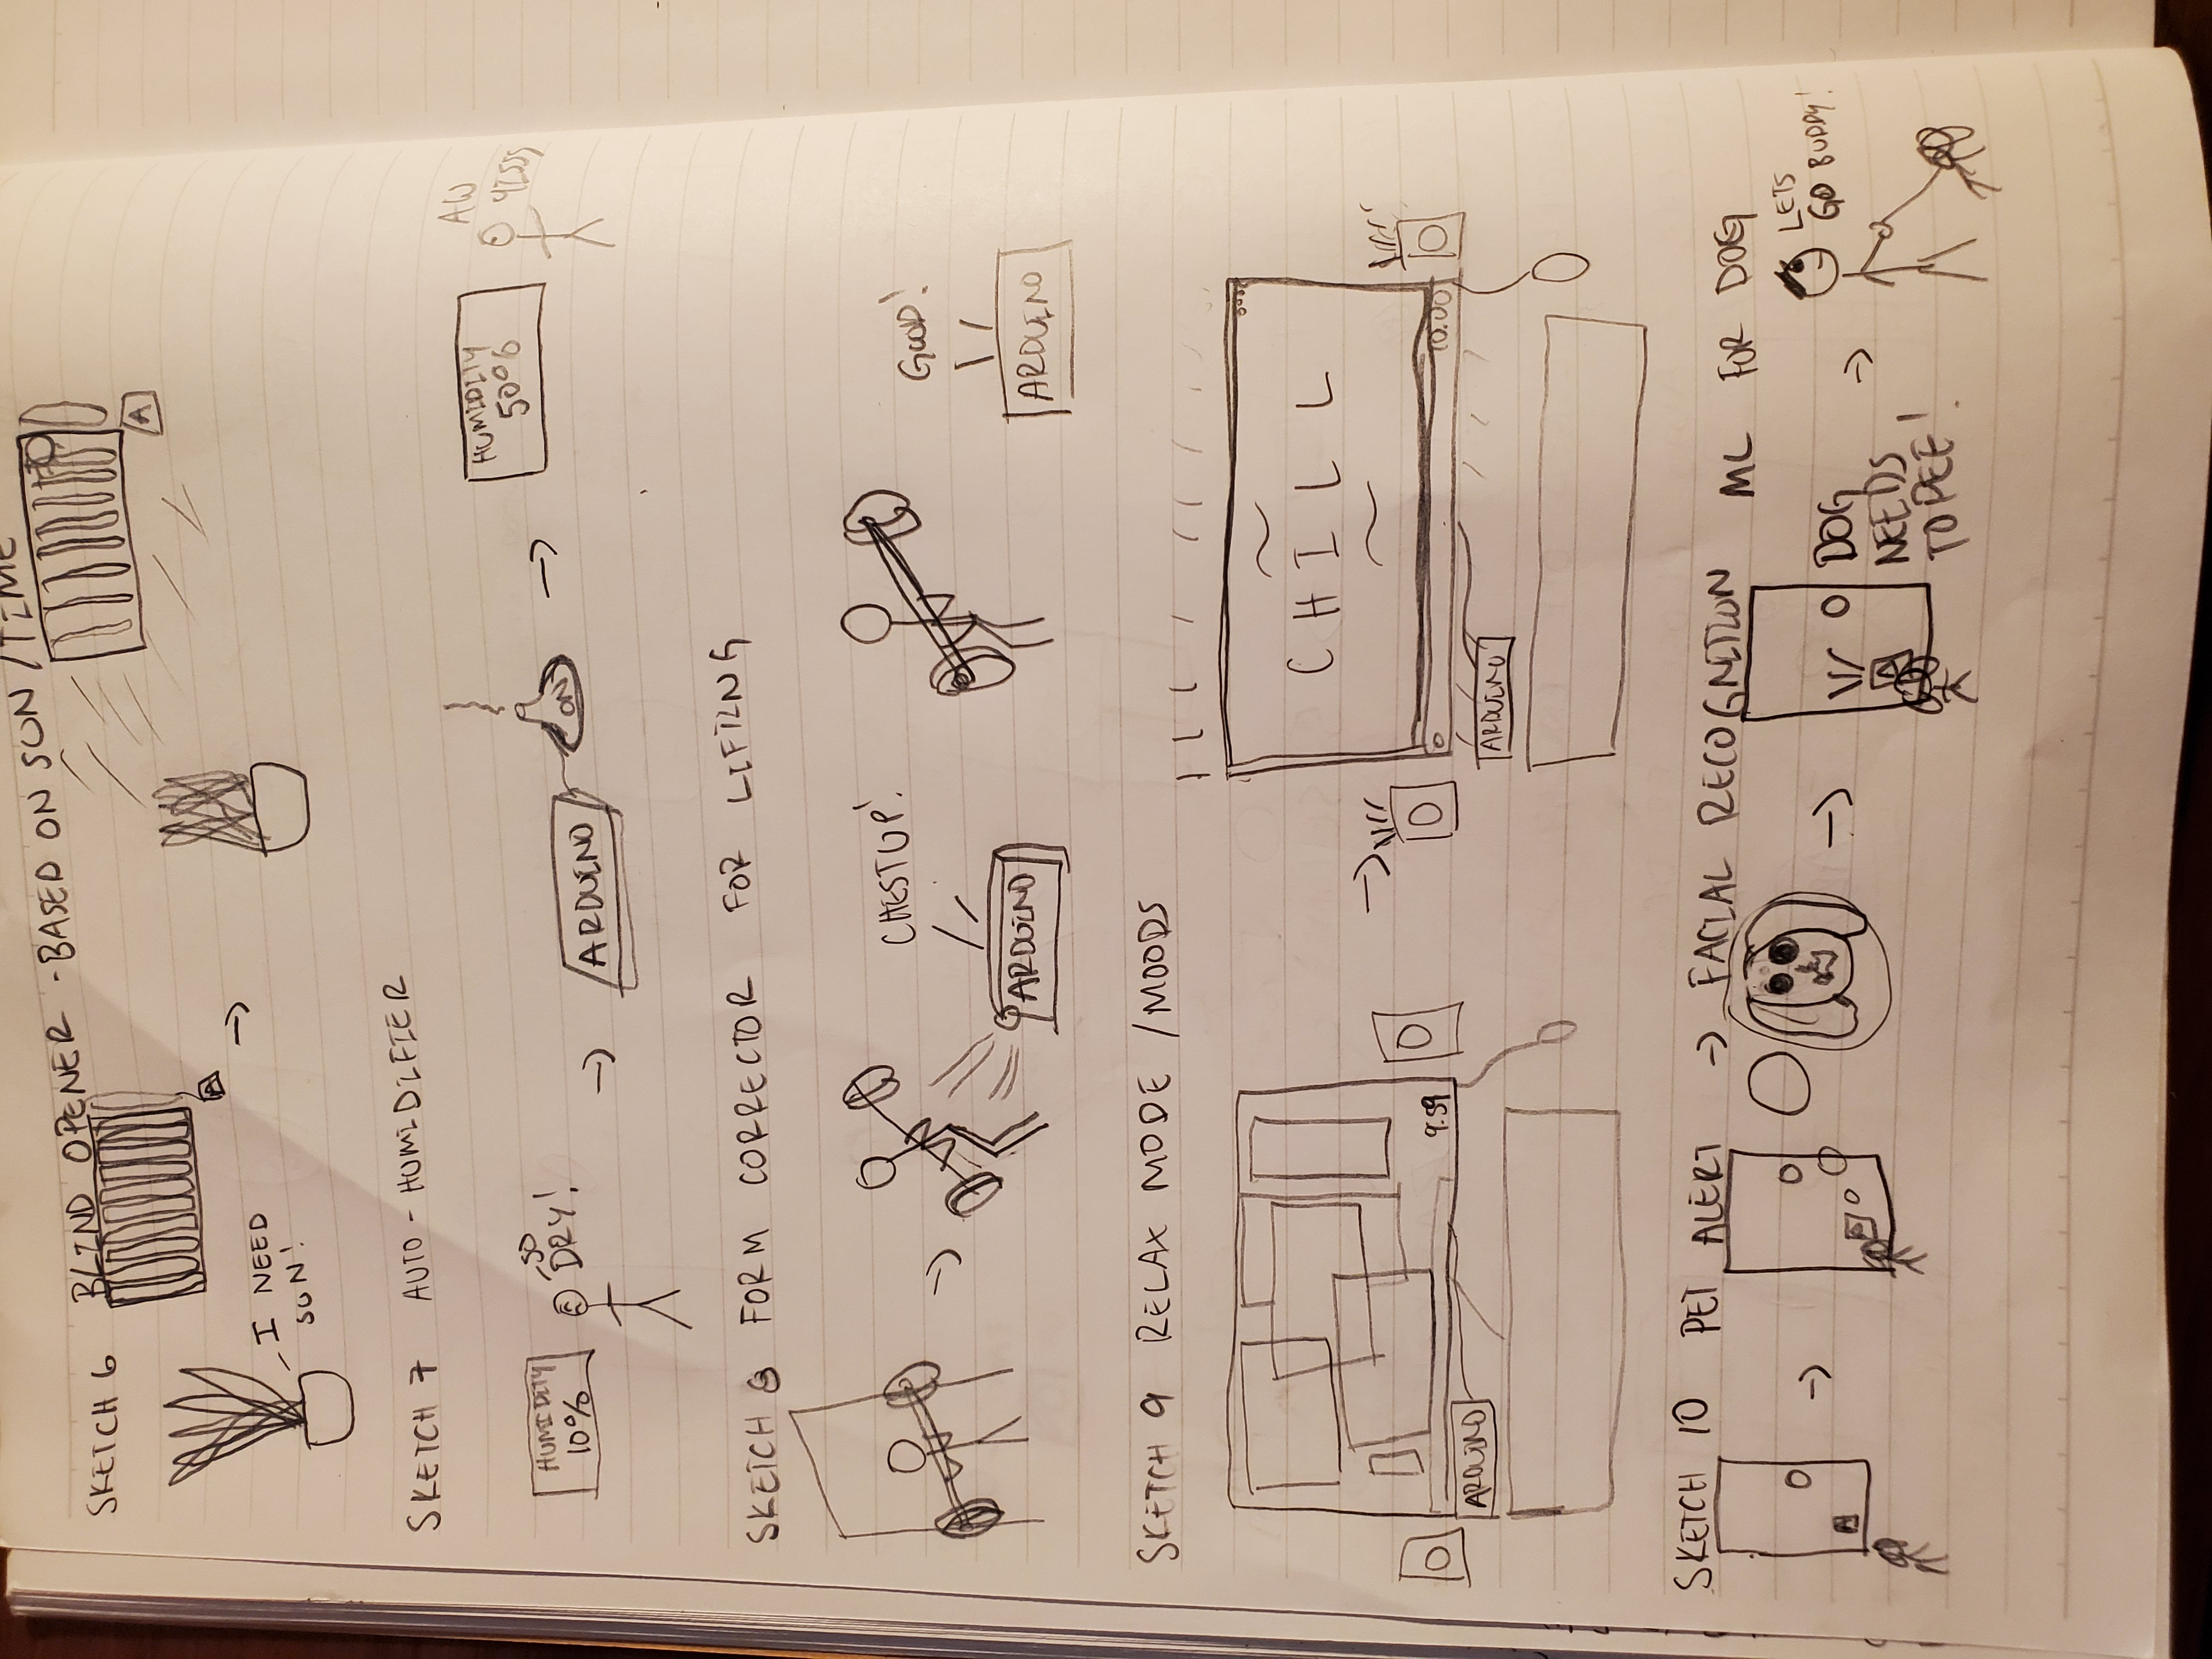 SKETCH 6 BLIND OPENER - BASED ON SUN / TIME
A
A
I NEED
SUN!
SKETCH 7 AUTO - HUMIDIFIER
HUMIDITY
10%
SO
DRY!
ARDUINO
ON
HUMIDITY
50%
AW
YISSS
SKETCH 8 FORM CORRECTOR FOR LIFTING
CHEST UP!
ARDUINO
GOOD!
ARDUINO
SKETCH 9 RELAX MODE / MOODS
9:59
ARDUINO
~
CHILL
~
10:00
ARDUINO
SKETCH 10 PET ALERT → FACIAL RECOGNITION ML FOR DOG
A
A
DOG
NEEDS
TO PEE!
LETS
GO BUDDY!